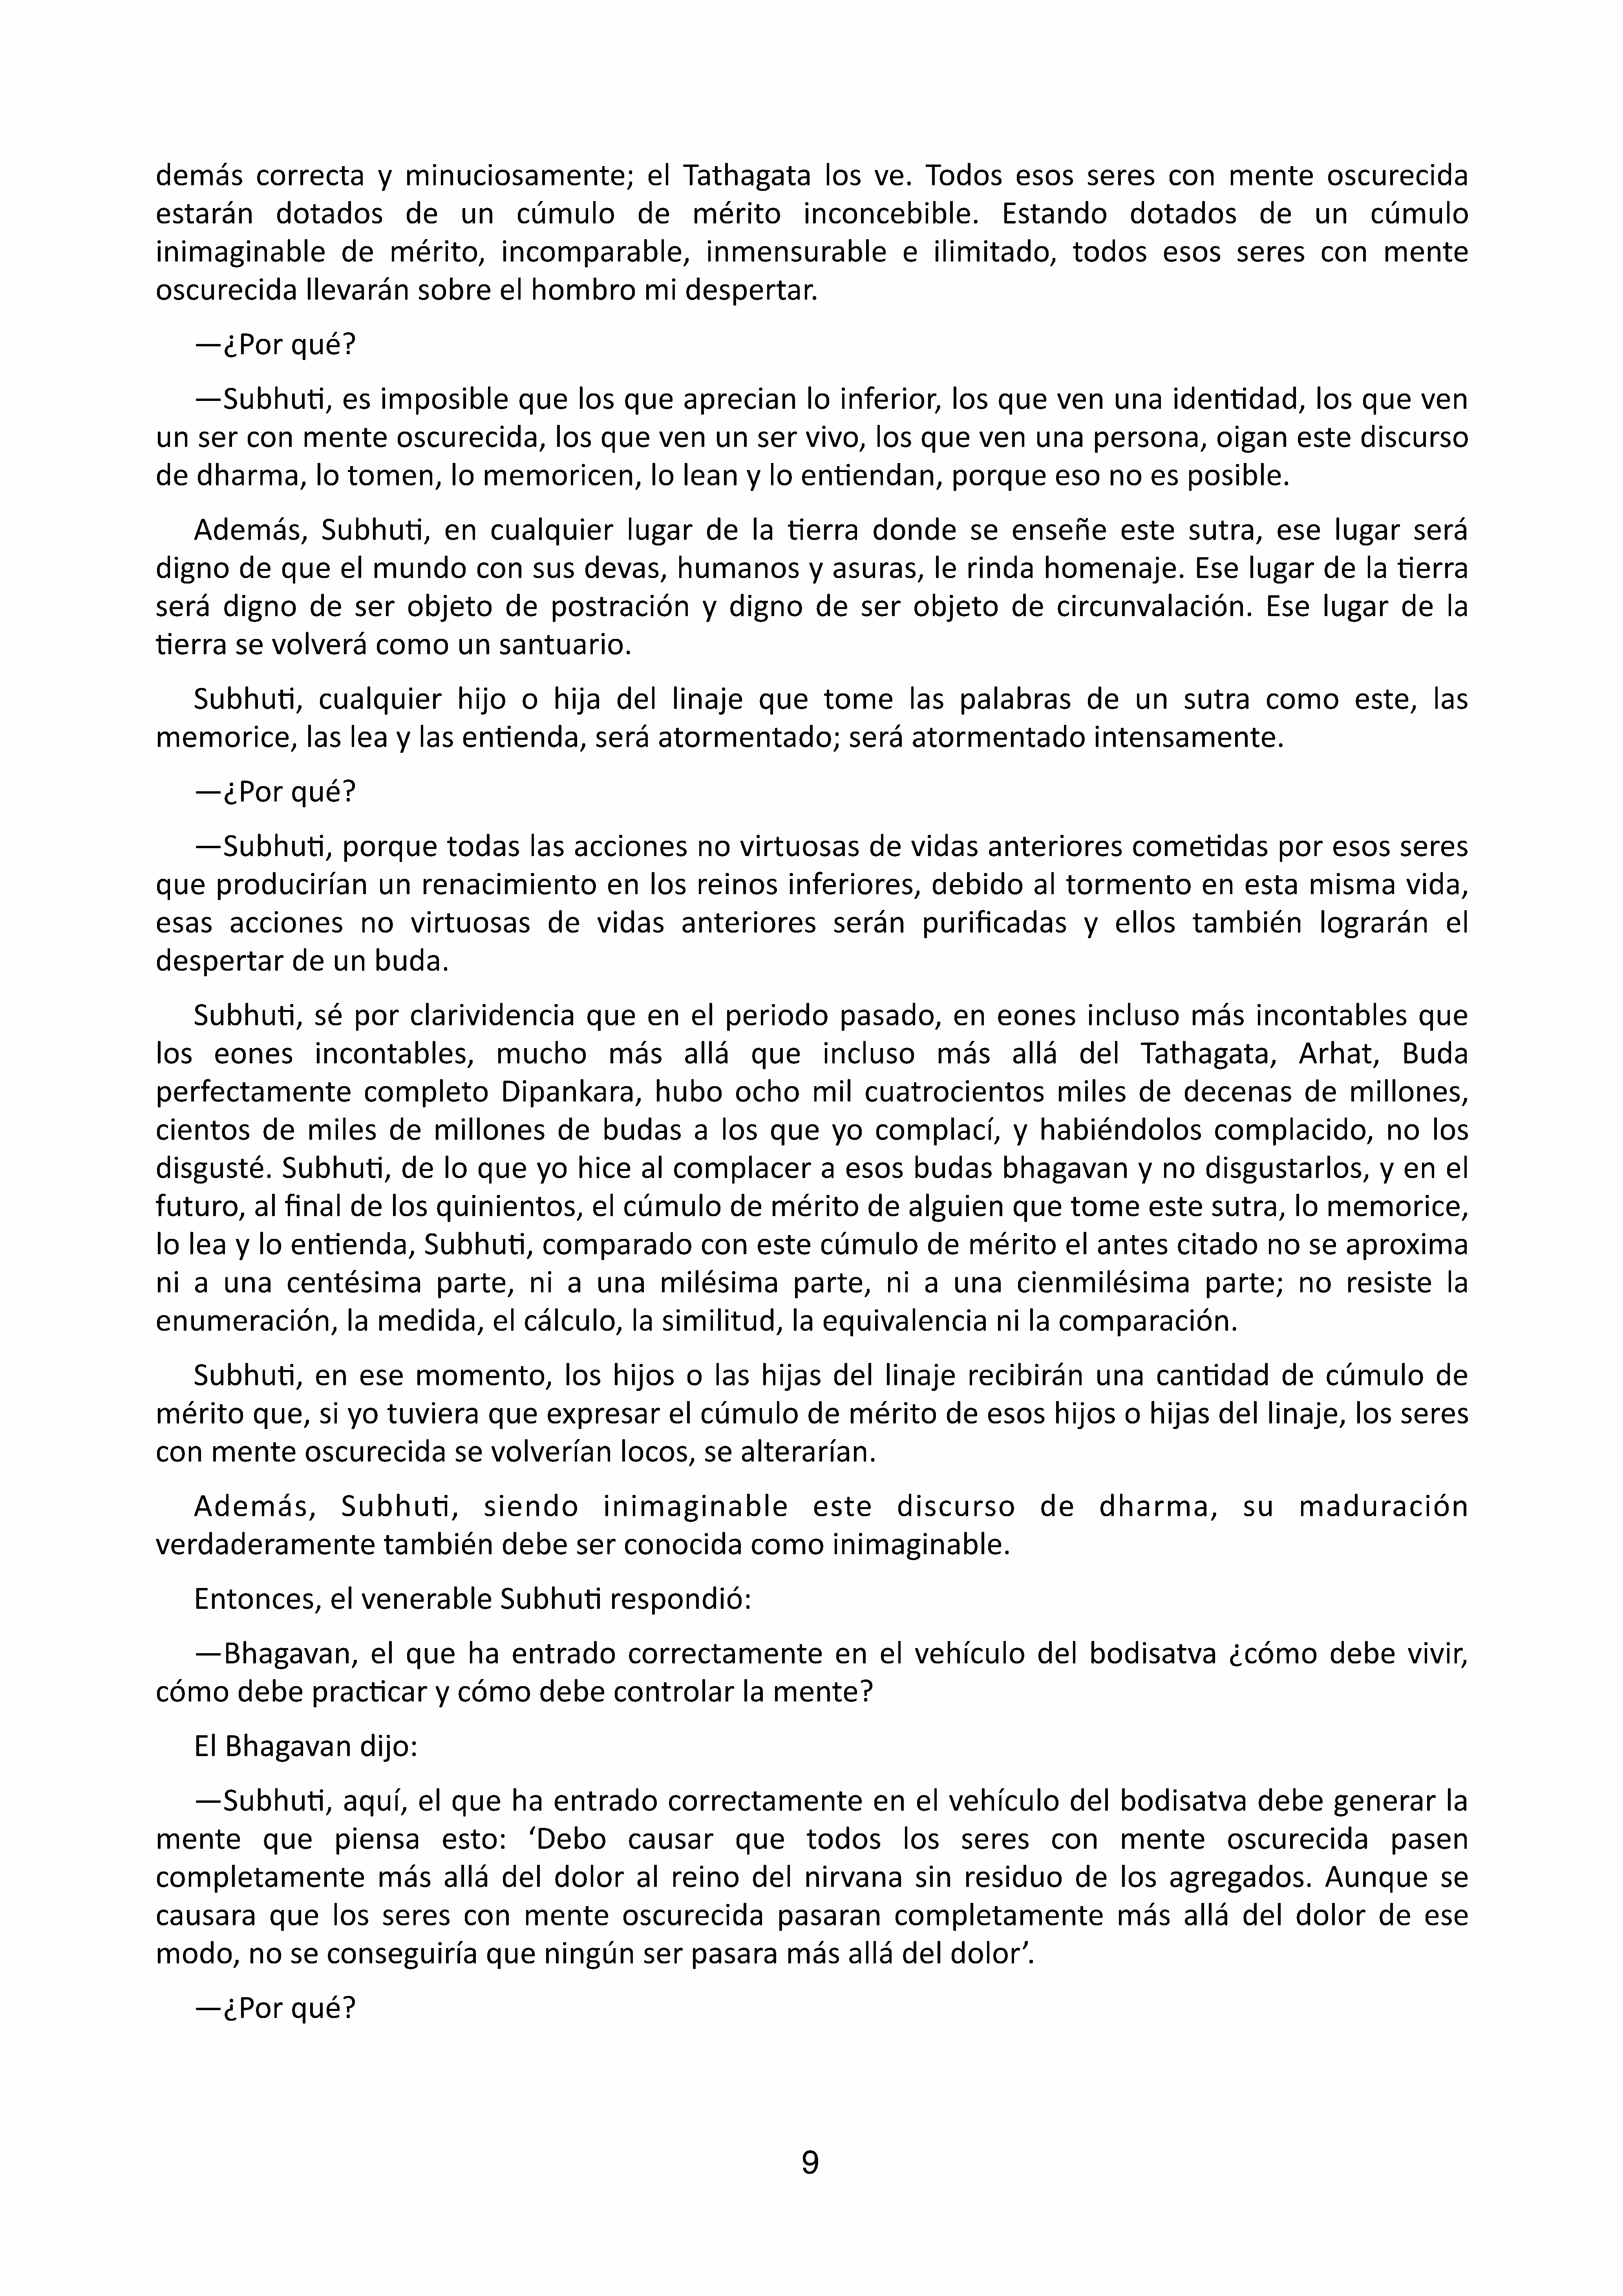 demás correcta y minuciosamente; el Tathagata los ve. Todos esos seres con mente oscurecida
estarán dotados de un cúmulo de mérito inconcebible. Estando dotados de un cúmulo
inimaginable de mérito, incomparable, inmensurable e ilimitado, todos esos seres con mente
oscurecida llevarán sobre el hombro mi despertar.
—¿Por qué?
—Subhuti, es imposible que los que aprecian lo inferior, los que ven una identidad, los que ven
un ser con mente oscurecida, los que ven un ser vivo, los que ven una persona, oigan este discurso
de dharma, lo tomen, lo memoricen, lo lean y lo entiendan, porque eso no es posible.
Además, Subhuti, en cualquier lugar de la tierra donde se enseñe este sutra, ese lugar será
digno de que el mundo con sus devas, humanos y asuras, le rinda homenaje. Ese lugar de la tierra
será digno de ser objeto de postración y digno de ser objeto de circunvalación. Ese lugar de la
tierra se volverá como un santuario.
Subhuti, cualquier hijo o hija del linaje que tome las palabras de un sutra como este, las
memorice, las lea y las entienda, será atormentado; será atormentado intensamente.
—¿Por qué?
—Subhuti, porque todas las acciones no virtuosas de vidas anteriores cometidas por esos seres
que producirían un renacimiento en los reinos inferiores, debido al tormento en esta misma vida,
esas acciones no virtuosas de vidas anteriores serán purificadas y ellos también lograrán el
despertar de un buda.
Subhuti, sé por clarividencia que en el periodo pasado, en eones incluso más incontables que
los eones incontables, mucho más allá que incluso más allá del Tathagata, Arhat, Buda
perfectamente completo Dipankara, hubo ocho mil cuatrocientos miles de decenas de millones,
cientos de miles de millones de budas a los que yo complací, y habiéndolos complacido, no los
disgusté. Subhuti, de lo que yo hice al complacer a esos budas bhagavan y no disgustarlos, y en el
futuro, al final de los quinientos, el cúmulo de mérito de alguien que tome este sutra, lo memorice,
lo lea y lo entienda, Subhuti, comparado con este cúmulo de mérito el antes citado no se aproxima
ni a una centésima parte, ni a una milésima parte, ni a una cienmilésima parte; no resiste la
enumeración, la medida, el cálculo, la similitud, la equivalencia ni la comparación.
Subhuti, en ese momento, los hijos o las hijas del linaje recibirán una cantidad de cúmulo de
mérito que, si yo tuviera que expresar el cúmulo de mérito de esos hijos o hijas del linaje, los seres
con mente oscurecida se volverían locos, se alterarían.
Además, Subhuti, siendo inimaginable este discurso de dharma, su maduración
verdaderamente también debe ser conocida como inimaginable.
Entonces, el venerable Subhuti respondió:
—Bhagavan, el que ha entrado correctamente en el vehículo del bodisatva ¿cómo debe vivir,
cómo debe practicar y cómo debe controlar la mente?
El Bhagavan dijo:
—Subhuti, aquí, el que ha entrado correctamente en el vehículo del bodisatva debe generar la
mente que piensa esto: ‘Debo causar que todos los seres con mente oscurecida pasen
completamente más allá del dolor al reino del nirvana sin residuo de los agregados. Aunque se
causara que los seres con mente oscurecida pasaran completamente más allá del dolor de ese
modo, no se conseguiría que ningún ser pasara más allá del dolor’.
—¿Por qué?
9